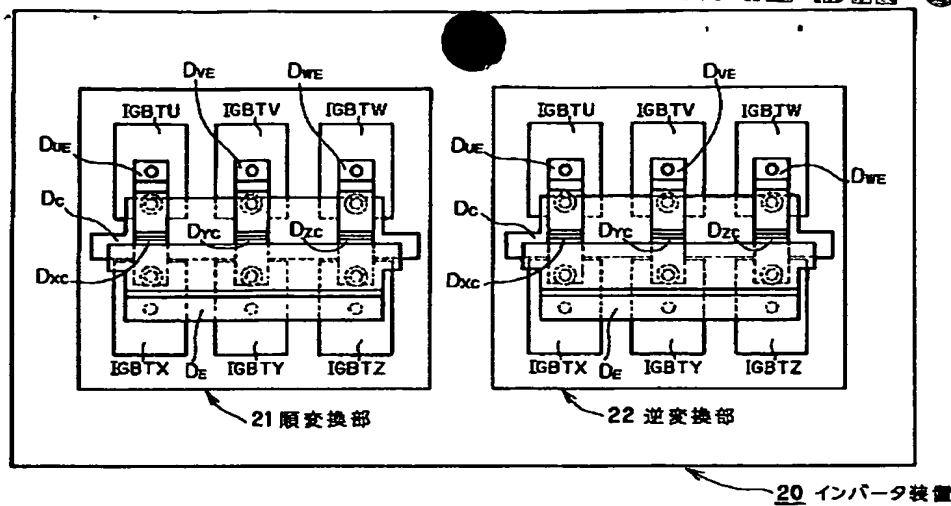 DVE DWE DVE
IGBTU IGBTV IGBTW IGBTU IGBTV IGBTW
DUE DUE DWE
DC DYC DZC DC DYC DZC
DXC DXC
IGBTX DE IGBTY IGBTZ IGBTX DE IGBTY IGBTZ
21 順変換部 22 逆変換部
20 インバータ装置